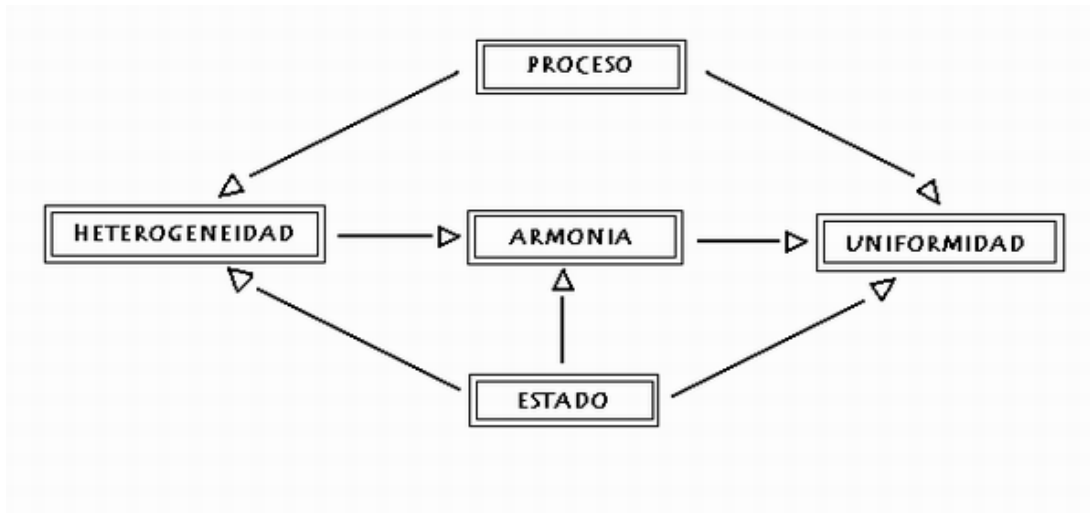 PROCESO
HETEROGENEIDAD
ARMONIA
UNIFORMIDAD
ESTADO